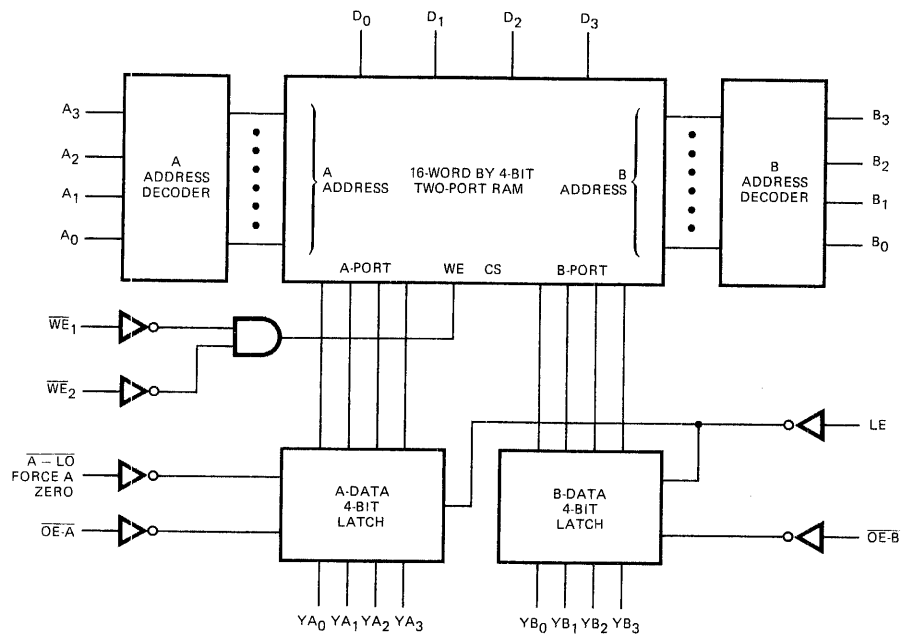 D0 D1 D2 D3
A3
A2
A1
A0
A
ADDRESS
DECODER
A
ADDRESS
16-WORD BY 4-BIT
TWO-PORT RAM
B
ADDRESS
B
ADDRESS
DECODER
B3
B2
B1
B0
A-PORT WE CS B-PORT
WE1
WE2
A – LO
FORCE A
ZERO
OE-A
A-DATA
4-BIT
LATCH
B-DATA
4-BIT
LATCH
LE
OE-B
YA0 YA1 YA2 YA3 YB0 YB1 YB2 YB3